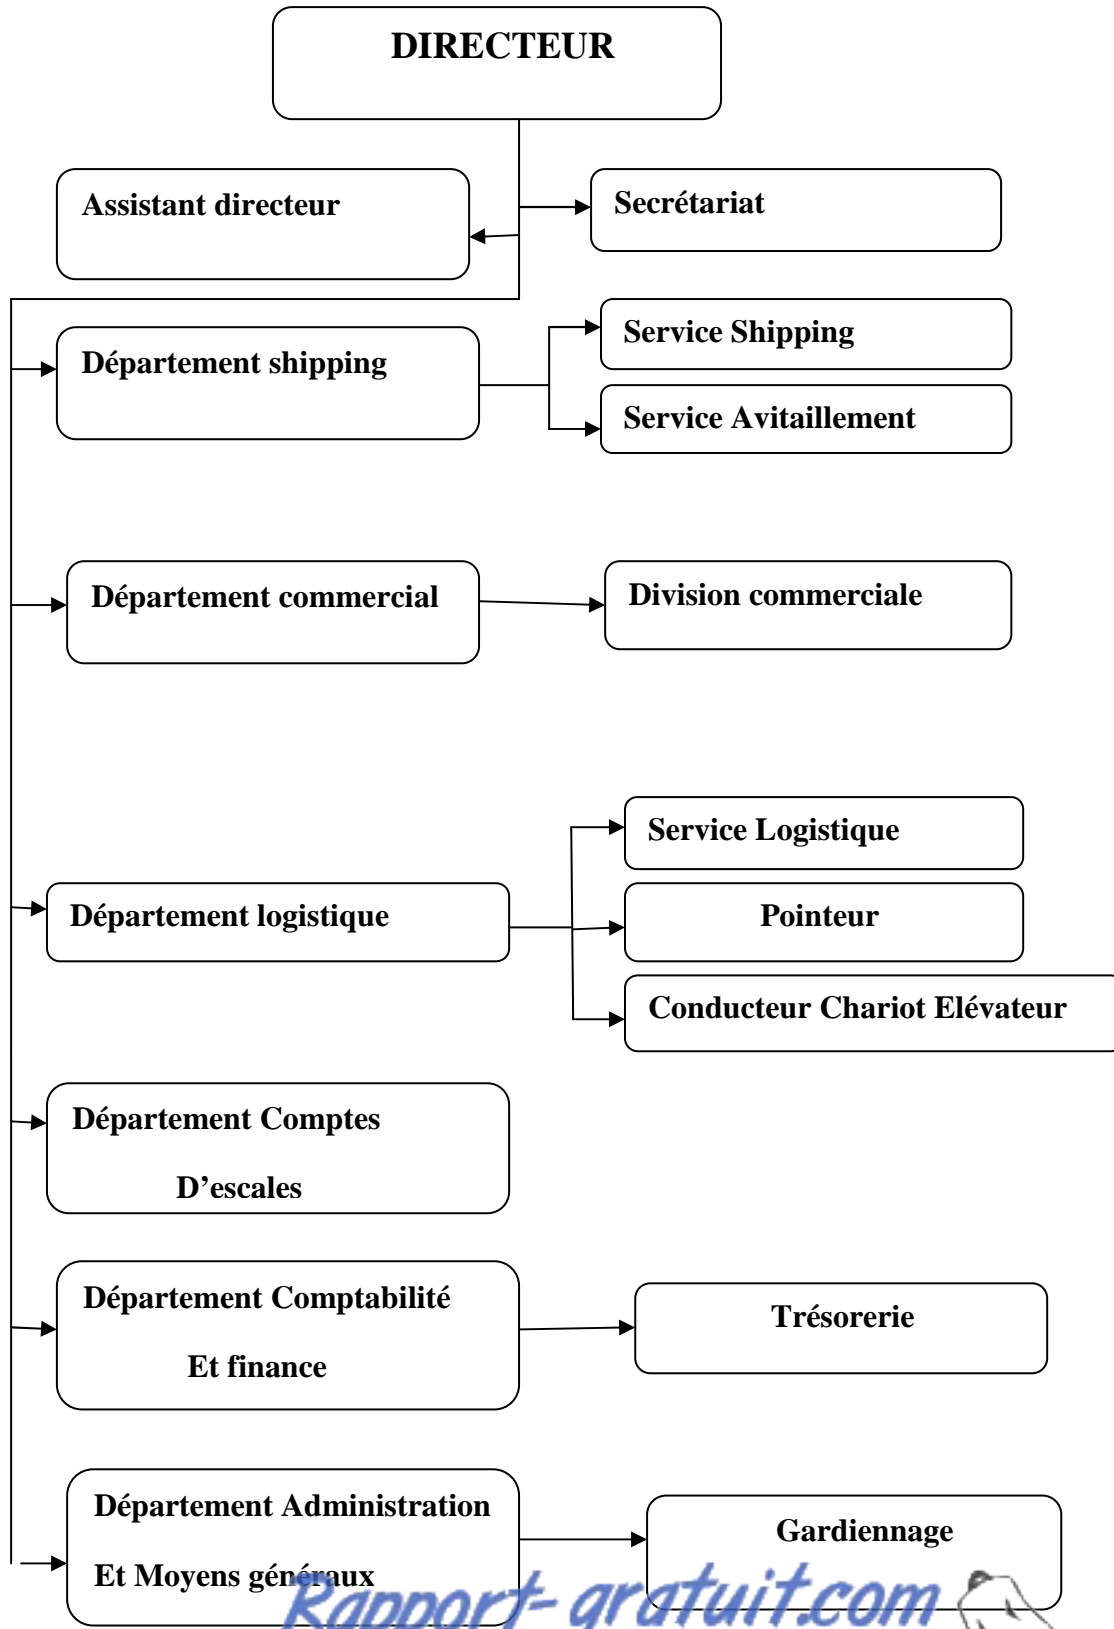 DIRECTEUR
Assistant directeur
Secrétariat
Département shipping
Service Shipping
Service Avitaillement
Département commercial
Division commerciale
Département logistique
Service Logistique
Pointeur
Conducteur Chariot Elévateur
Département Comptes
D’escales
Département Comptabilité
Et finance
Trésorerie
Département Administration
Et Moyens généraux
Gardiennage
Rapport-gratuit.com